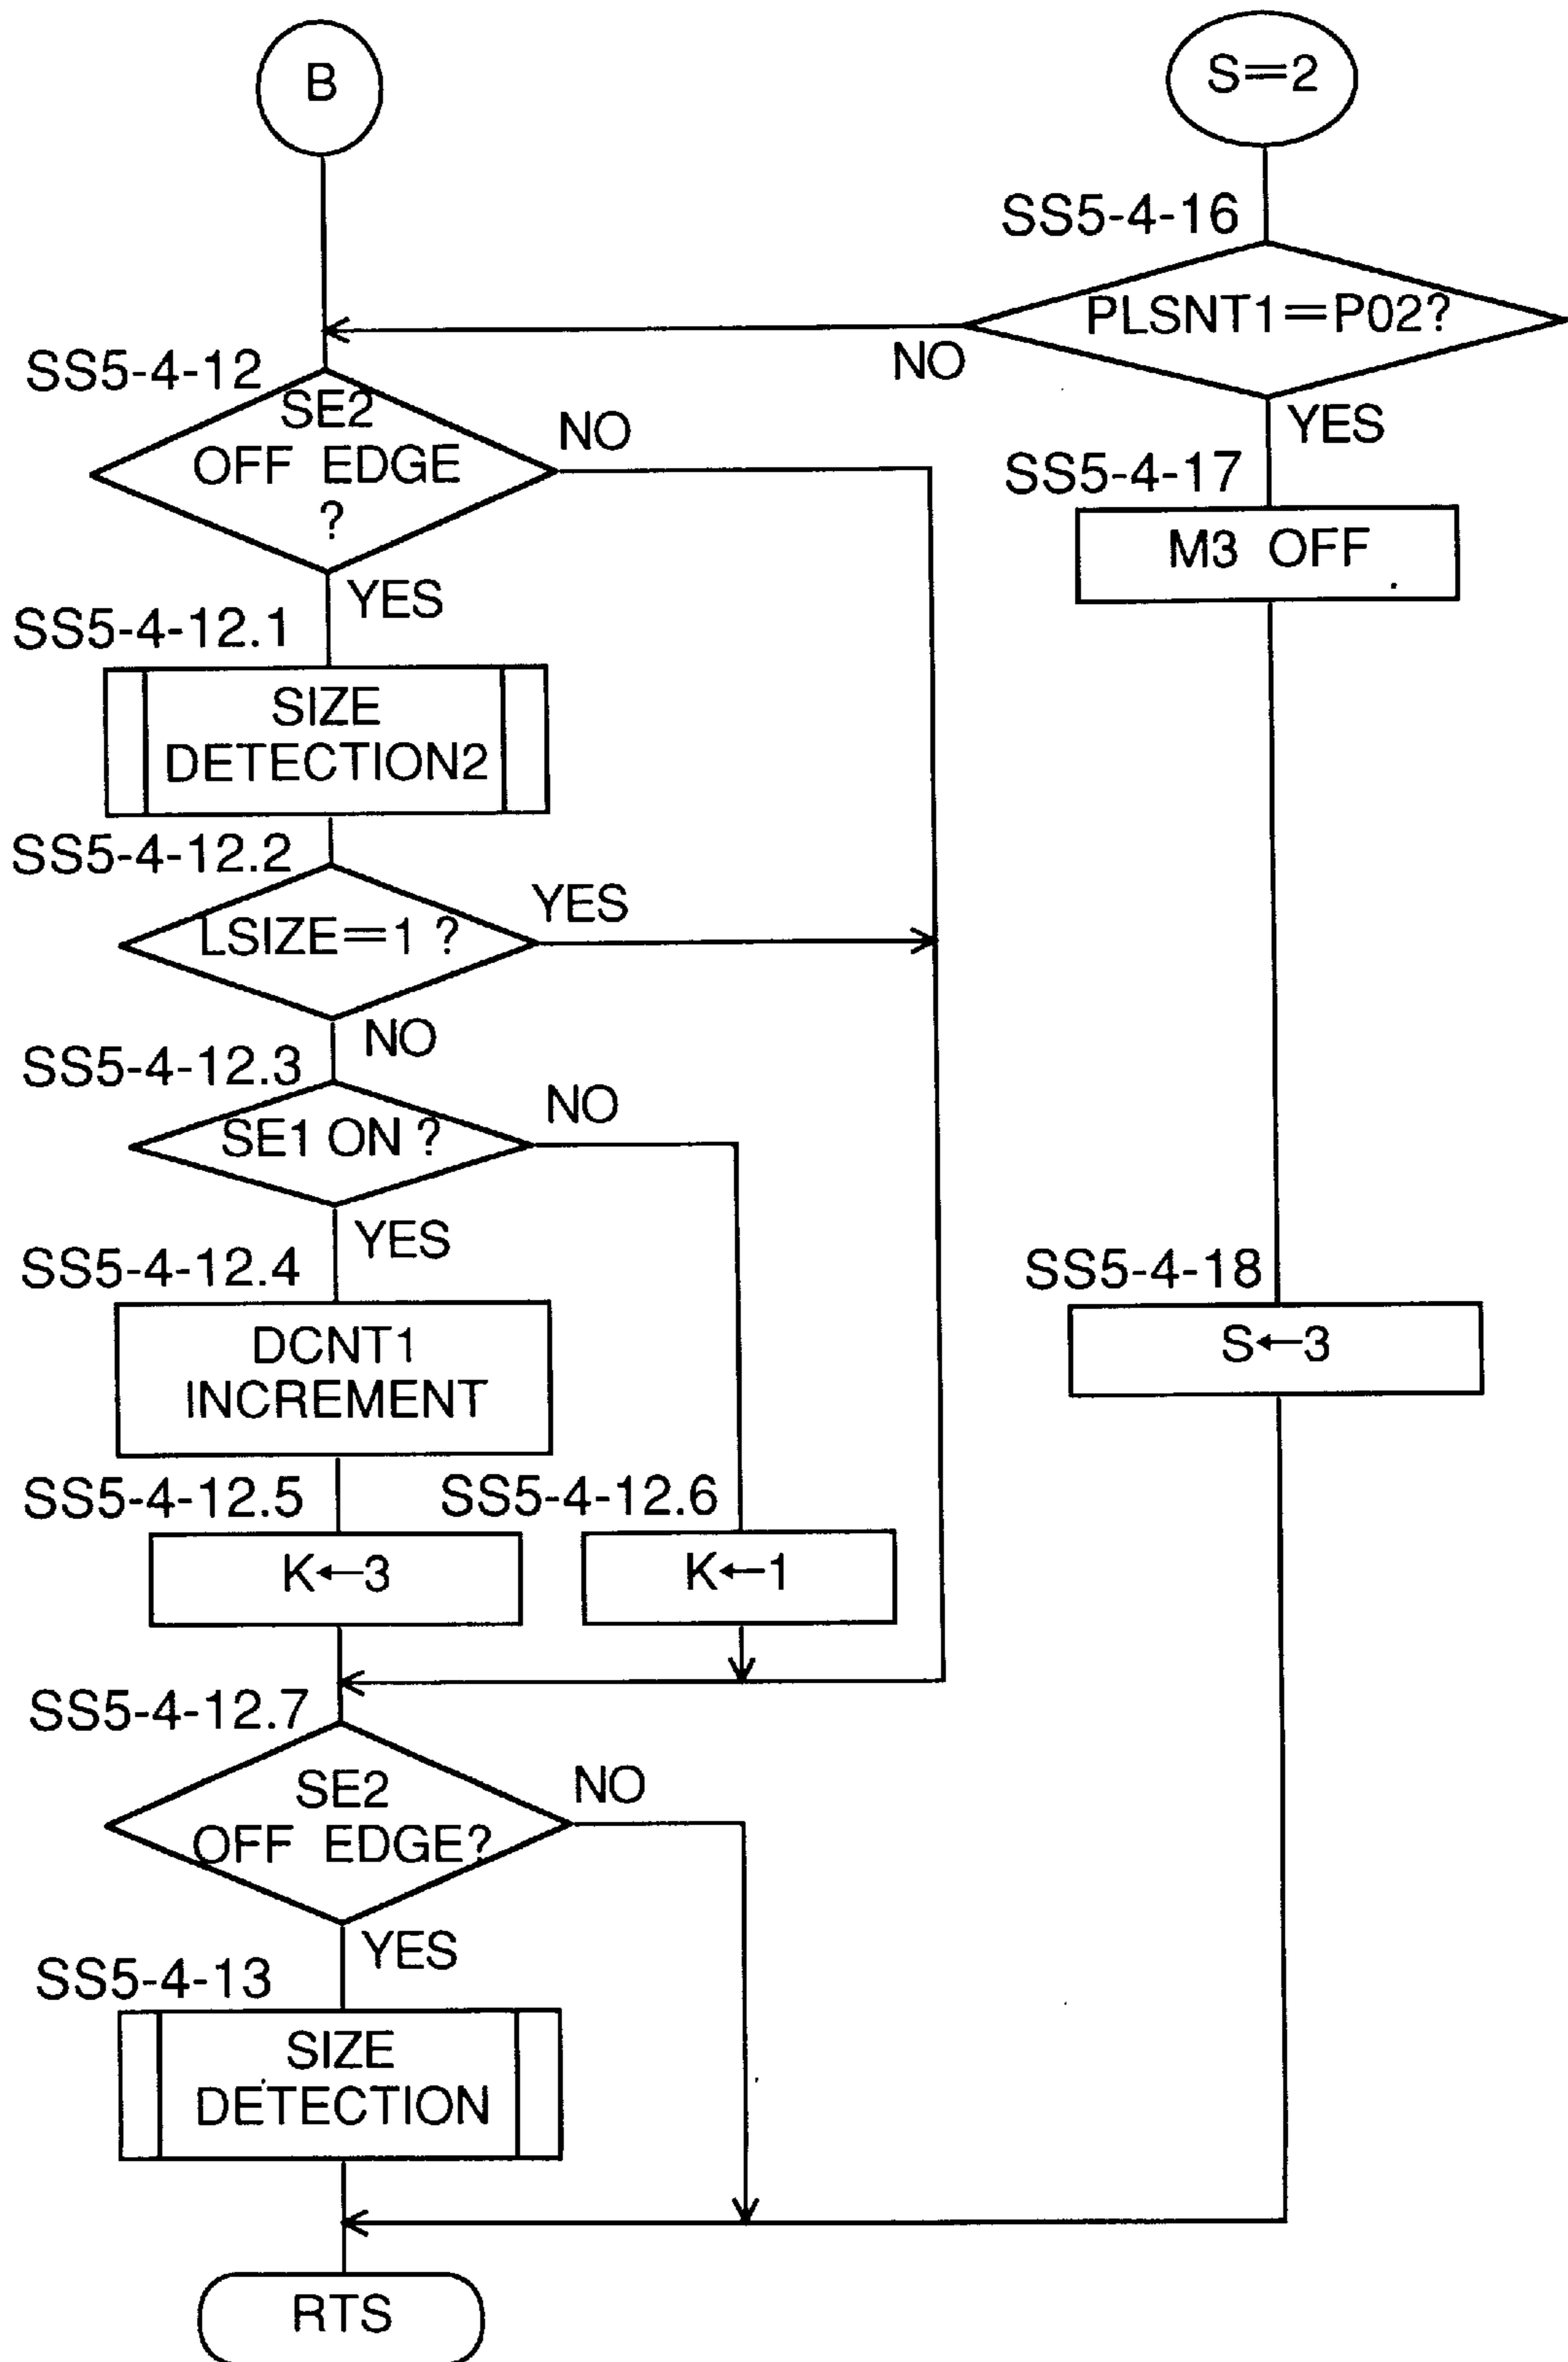 B
SS5-4-12
SE2
OFF EDGE
?
NO
YES
SS5-4-12.1
SIZE
DETECTION2
SS5-4-12.2
LSIZE=1 ?
YES
NO
SS5-4-12.3
SE1 ON ?
NO
YES
SS5-4-12.4
DCNT1
INCREMENT
SS5-4-12.5
K←3
SS5-4-12.6
K←1
SS5-4-12.7
SE2
OFF EDGE?
NO
YES
SS5-4-13
SIZE
DETECTION
RTS
S=2
SS5-4-16
PLSNT1=P02?
NO
YES
SS5-4-17
M3 OFF
SS5-4-18
S←3